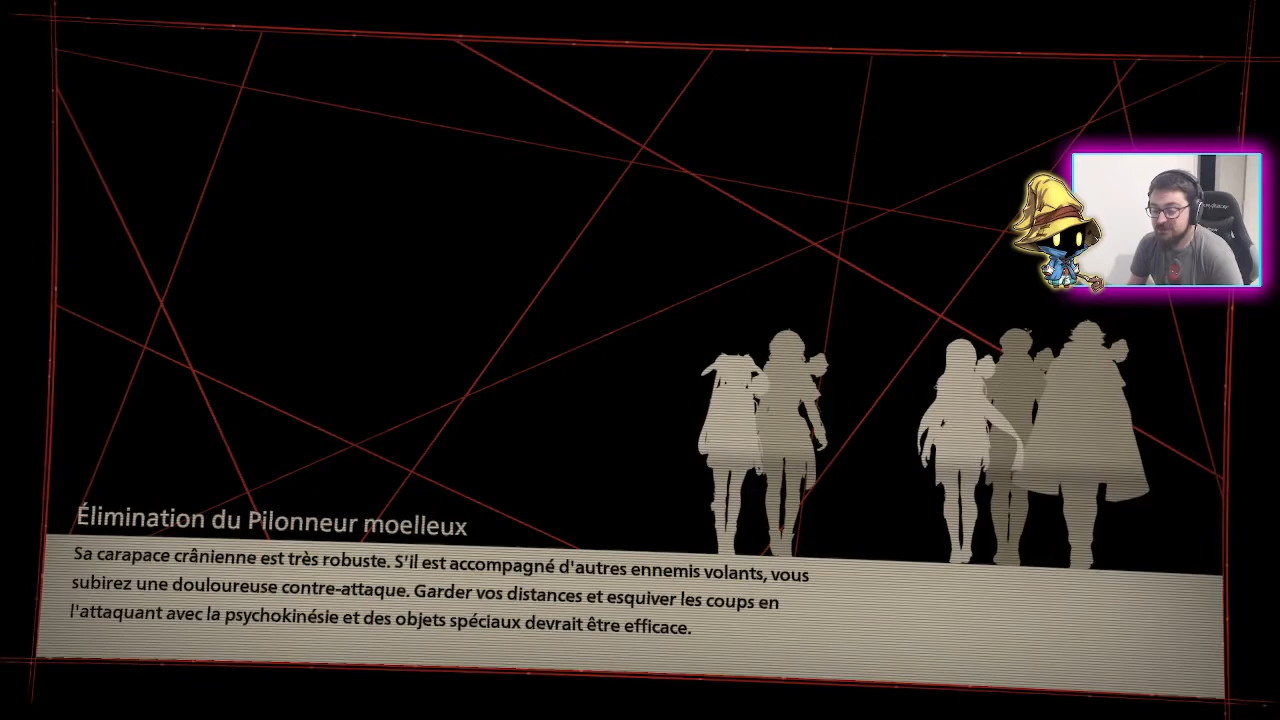 Élimination du Pilonneur moelleux
Sa carapace crânienne est très robuste. S'il est accompagné d'autres ennemis volants, vous
subirez une douloureuse contre-attaque. Garder vos distances et esquiver les coups en
l'attaquant avec la psychokinésie et des objets spéciaux devrait être efficace.